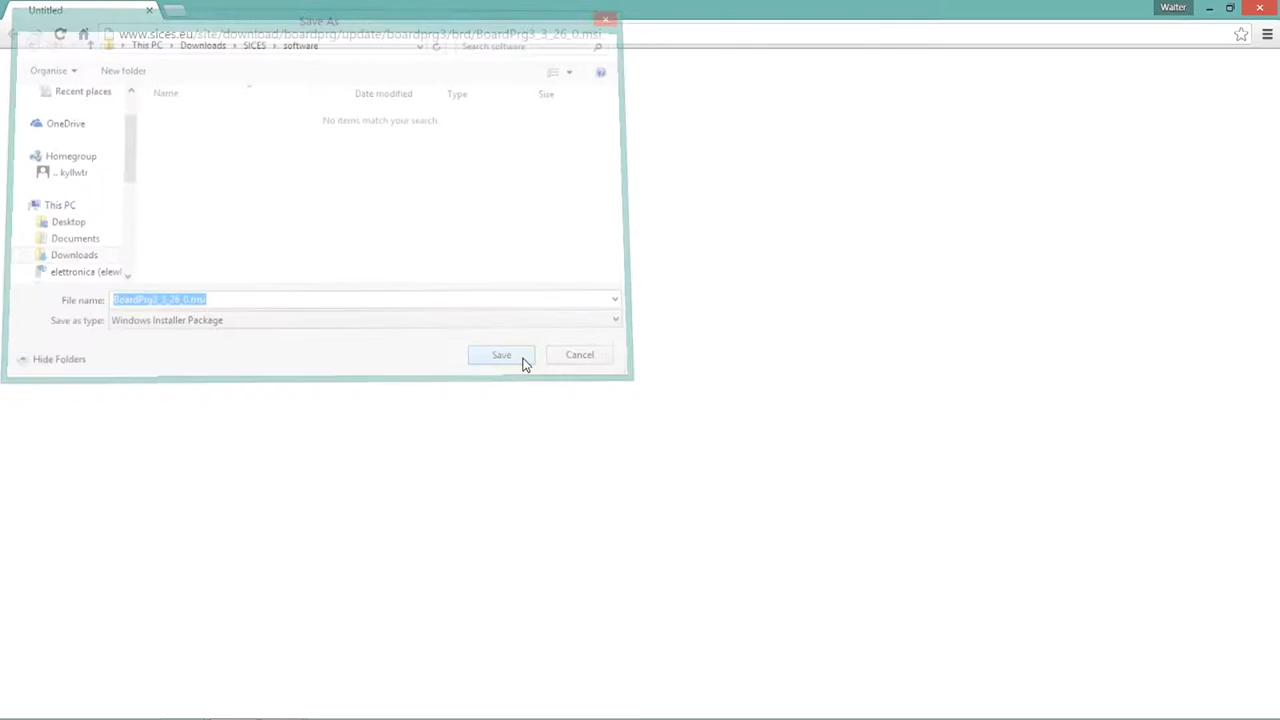 Untitled
Walter
Save As
www.sices.eu/site/download/boardprg/update/boardprg3/brd/BoardPrg3_3_26_0.msi
This PC Downloads SICES software Search software
Organise New folder
Recent places Name Date modified Type Size
No items match your search.
OneDrive
Homegroup
.. kyllwtr
This PC
Desktop
Documents
Downloads
elettronica (elewl
File name: BoardPrg3_3_26_0.msi
Save as type: Windows Installer Package
Hide Folders Save Cancel